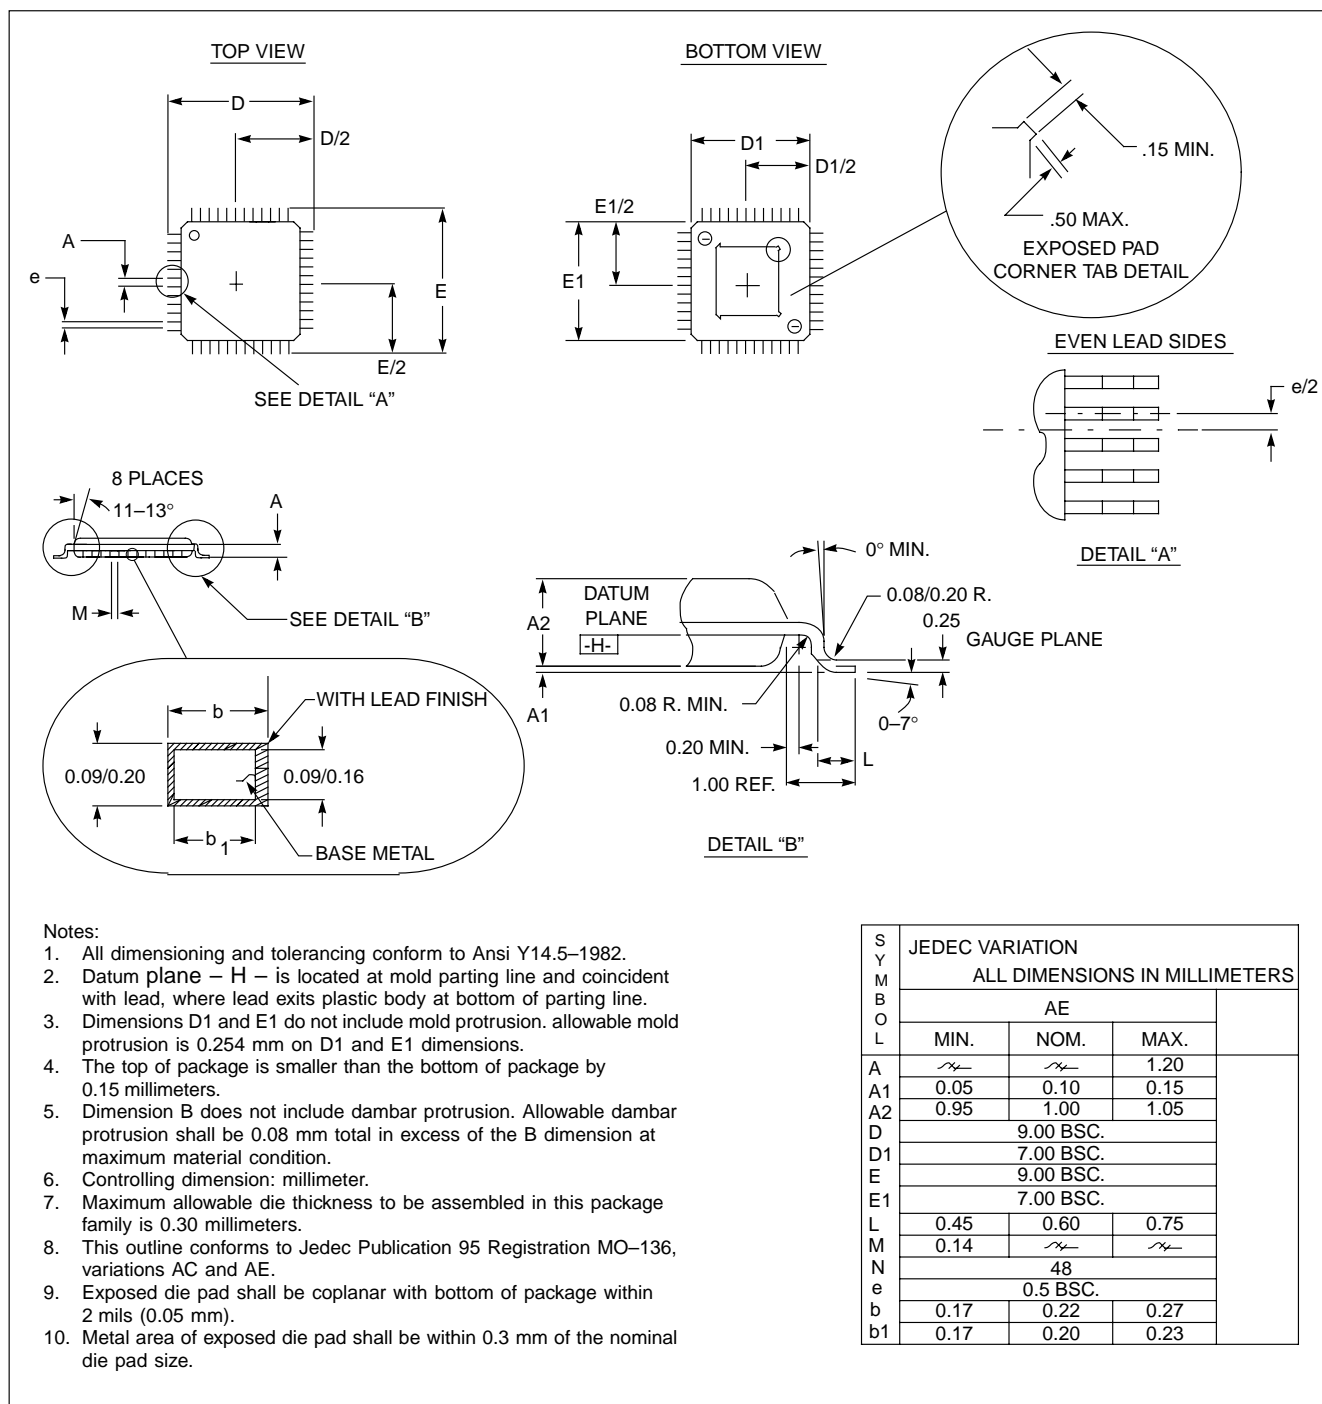 TOP VIEW
BOTTOM VIEW
D
D/2
A
e
E
E/2
SEE DETAIL “A”
D1
D1/2
E1/2
E1
.15 MIN.
.50 MAX.
EXPOSED PAD
CORNER TAB DETAIL
EVEN LEAD SIDES
e/2
DETAIL “A”
8 PLACES
11–13°
A
M
SEE DETAIL “B”
b
WITH LEAD FINISH
0.09/0.20
0.09/0.16
b1
BASE METAL
0° MIN.
DATUM
PLANE
-H-
A2
A1
0.08/0.20 R.
0.25
GAUGE PLANE
0.08 R. MIN.
0–7°
0.20 MIN.
L
1.00 REF.
DETAIL “B”
Notes:
1. All dimensioning and tolerancing conform to Ansi Y14.5–1982.
2. Datum plane – H – is located at mold parting line and coincident
with lead, where lead exits plastic body at bottom of parting line.
3. Dimensions D1 and E1 do not include mold protrusion. allowable mold
protrusion is 0.254 mm on D1 and E1 dimensions.
4. The top of package is smaller than the bottom of package by
0.15 millimeters.
5. Dimension B does not include dambar protrusion. Allowable dambar
protrusion shall be 0.08 mm total in excess of the B dimension at
maximum material condition.
6. Controlling dimension: millimeter.
7. Maximum allowable die thickness to be assembled in this package
family is 0.30 millimeters.
8. This outline conforms to Jedec Publication 95 Registration MO–136,
variations AC and AE.
9. Exposed die pad shall be coplanar with bottom of package within
2 mils (0.05 mm).
10. Metal area of exposed die pad shall be within 0.3 mm of the nominal
die pad size.
SYMBOL
JEDEC VARIATION
ALL DIMENSIONS IN MILLIMETERS
AE
MIN. NOM. MAX.
A 1.20
A1 0.05 0.10 0.15
A2 0.95 1.00 1.05
D 9.00 BSC.
D1 7.00 BSC.
E 9.00 BSC.
E1 7.00 BSC.
L 0.45 0.60 0.75
M 0.14
N 48
e 0.5 BSC.
b 0.17 0.22 0.27
b1 0.17 0.20 0.23